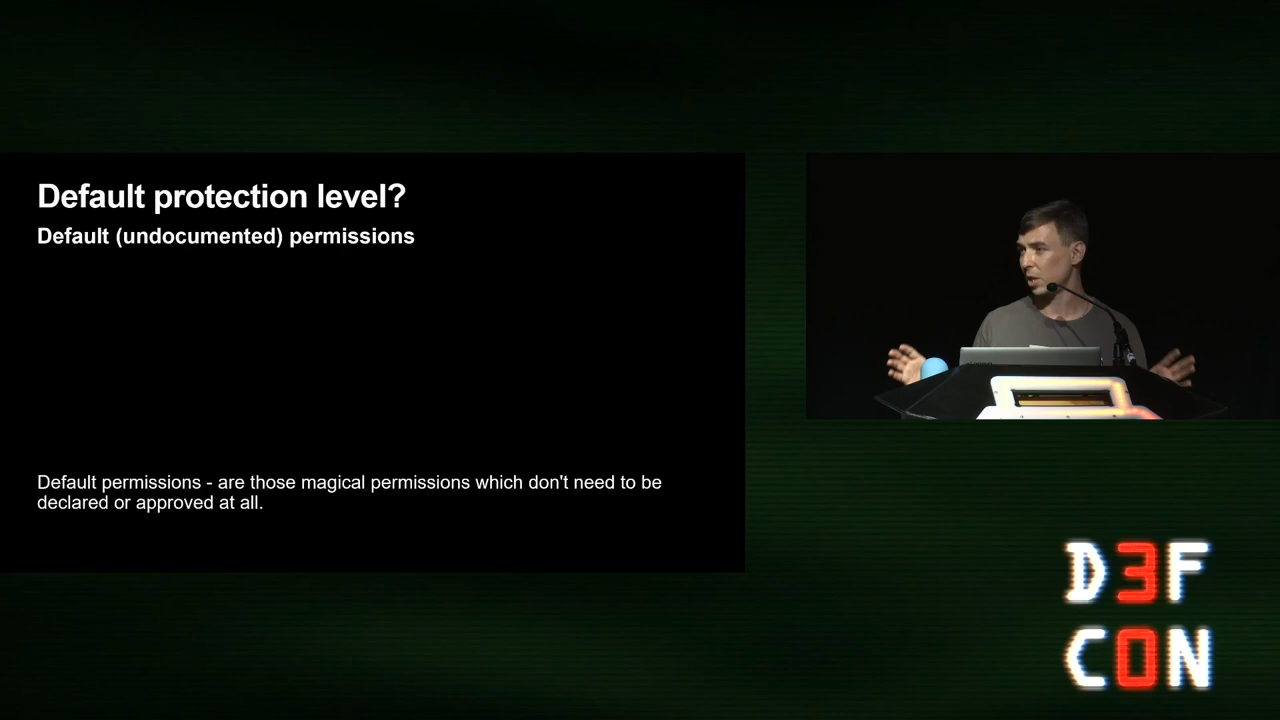 Default protection level?
Default (undocumented) permissions
Default permissions - are those magical permissions which don't need to be
declared or approved at all.
D3F
C0N